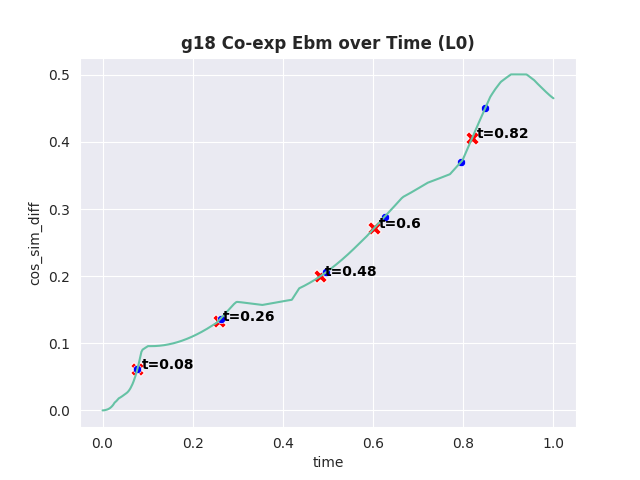 g18 Co-exp Ebm over Time (L0)
cos_sim_diff
0.5
0.4
0.3
0.2
0.1
0.0
t=0.82
t=0.6
t=0.48
t=0.26
t=0.08
0.0 0.2 0.4 0.6 0.8 1.0
time